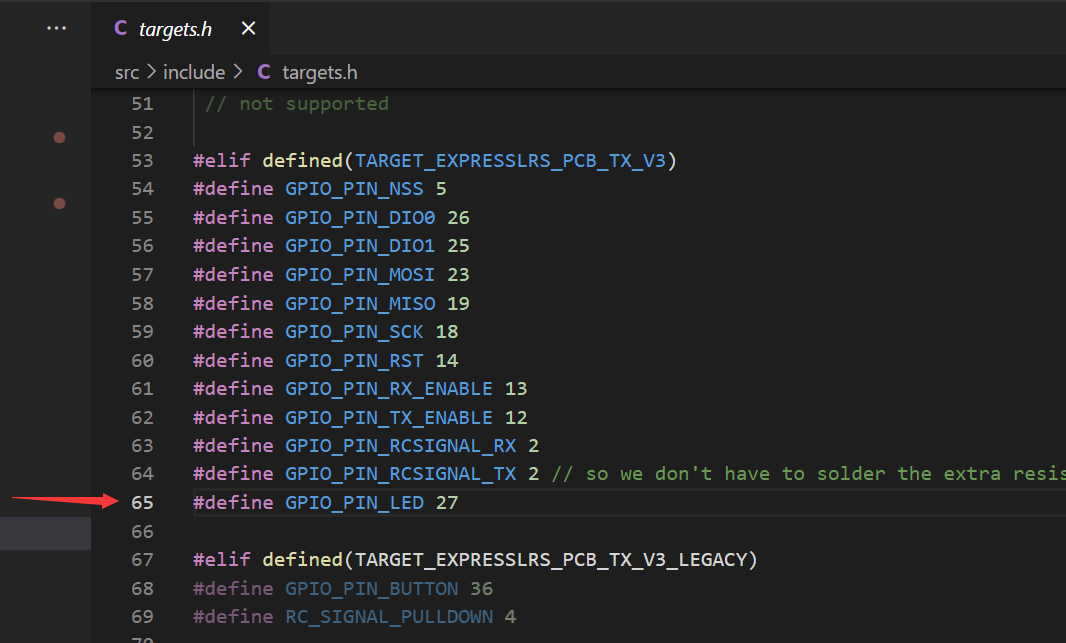 ··· C targets.h ×
src > include > C targets.h
51 // not supported
52
53 #elif defined(TARGET_EXPRESSLRS_PCB_TX_V3)
54 #define GPIO_PIN_NSS 5
55 #define GPIO_PIN_DIO0 26
56 #define GPIO_PIN_DIO1 25
57 #define GPIO_PIN_MOSI 23
58 #define GPIO_PIN_MISO 19
59 #define GPIO_PIN_SCK 18
60 #define GPIO_PIN_RST 14
61 #define GPIO_PIN_RX_ENABLE 13
62 #define GPIO_PIN_TX_ENABLE 12
63 #define GPIO_PIN_RCSIGNAL_RX 2
64 #define GPIO_PIN_RCSIGNAL_TX 2 // so we don't have to solder the extra resis
65 #define GPIO_PIN_LED 27
66
67 #elif defined(TARGET_EXPRESSLRS_PCB_TX_V3_LEGACY)
68 #define GPIO_PIN_BUTTON 36
69 #define RC_SIGNAL_PULLDOWN 4